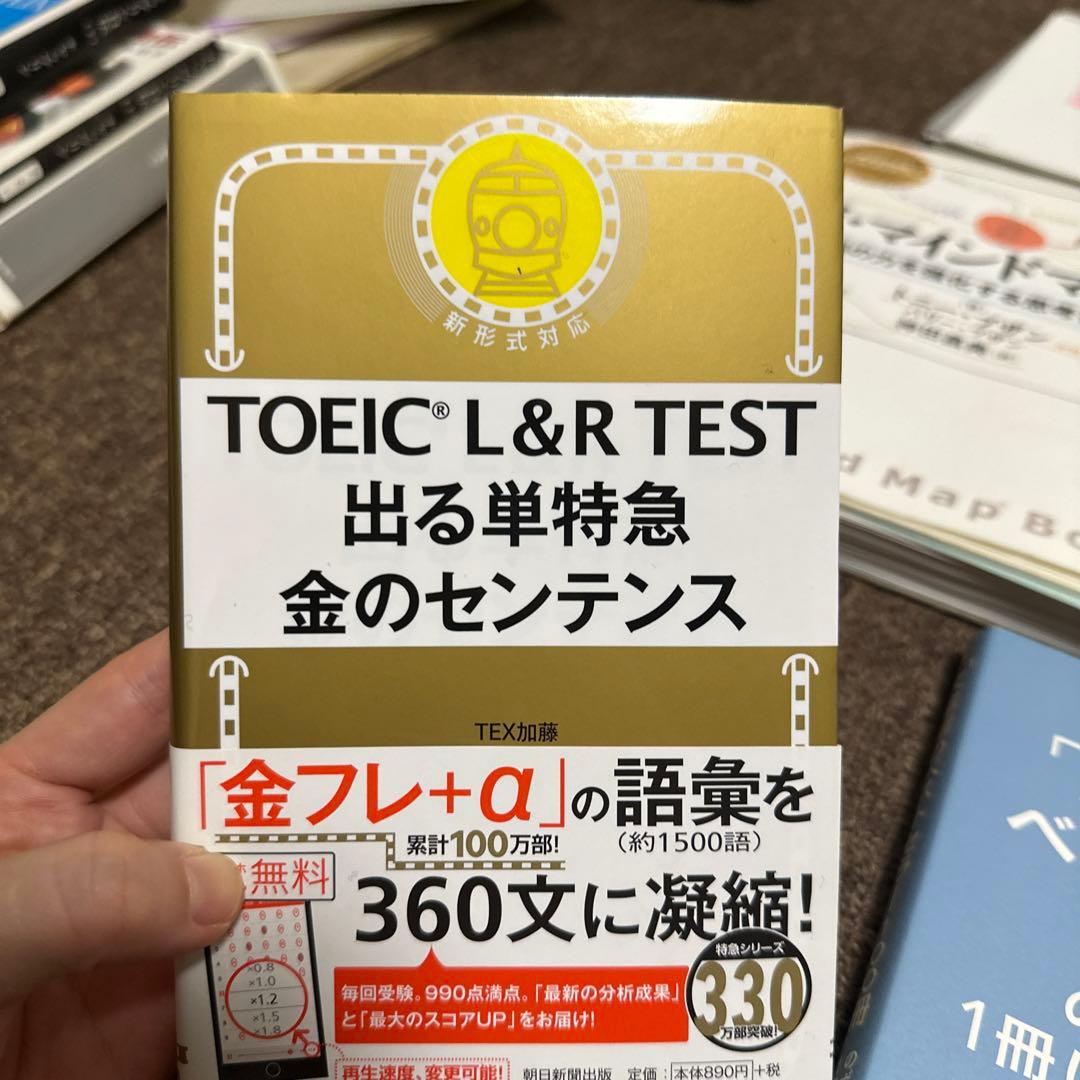 新形式対応
TOEIC® L&R TEST
出る単特急
金のセンテンス
TEX加藤
「金フレ+α」の語彙を
累計100万部!
(約1500語)
無料
360文に凝縮!
×0.8
×1.0
×1.2
×1.5
×1.8
毎回受験。990点満点。「最新の分析成果」
と「最大のスコアUP」をお届け!
特急シリーズ
330
万部突破!
再生速度、変更可能!
朝日新聞出版 定価:本体890円+税
マインドマ
d Map Bo
「
ベ
1冊